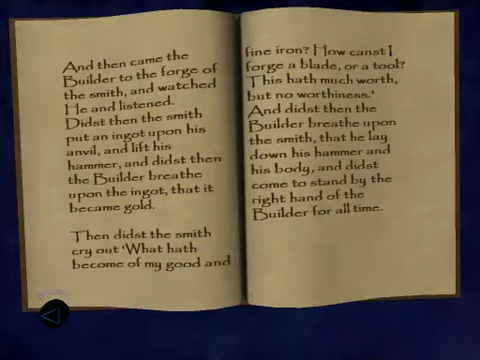 And then came the
Builder to the forge of
the smith, and watched
He and listened.
Didst then the smith
put an ingot upon his
anvil, and lift his
hammer, and didst then
the Builder breathe
upon the ingot, that it
became gold.
Then didst the smith
cry out 'What hath
become of my good and
fine iron? How canst I
forge a blade, or a tool?
This hath much worth,
but no worthiness.'
And didst then the
Builder breathe upon
the smith, that he lay
down his hammer and
his body, and didst
come to stand by the
right hand of the
Builder for all time.